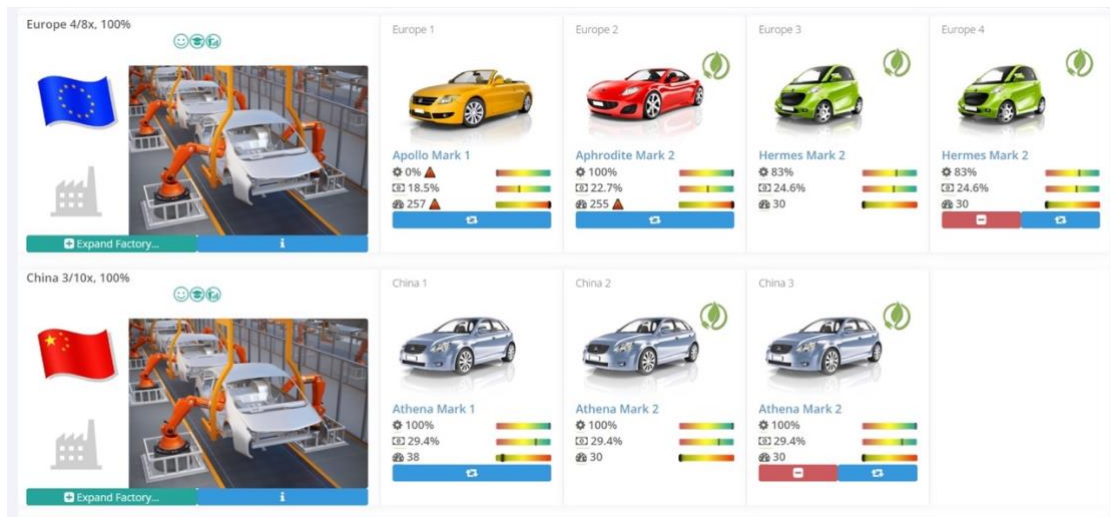 Europe 4/8x, 100%
Expand Factory...
Europe 1
Apollo Mark 1
0%
18.5%
257
Europe 2
Aphrodite Mark 2
100%
22.7%
255
Europe 3
Hermes Mark 2
83%
24.6%
30
Europe 4
Hermes Mark 2
83%
24.6%
30
China 3/10x, 100%
Expand Factory...
China 1
Athena Mark 1
100%
29.4%
38
China 2
Athena Mark 2
100%
29.4%
30
China 3
Athena Mark 2
100%
29.4%
30